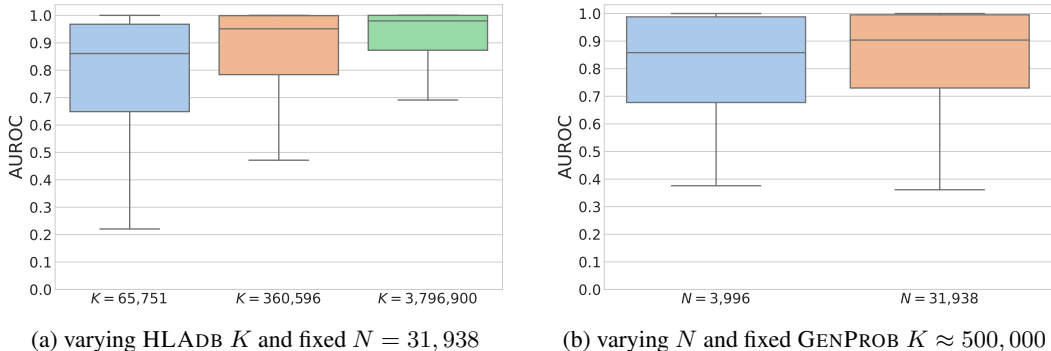 AUROC
1.0
0.9
0.8
0.7
0.6
0.5
0.4
0.3
0.2
0.1
0.0
K = 65,751
K = 360,596
K = 3,796,900
(a) varying HLADB K and fixed N = 31, 938
AUROC
1.0
0.9
0.8
0.7
0.6
0.5
0.4
0.3
0.2
0.1
0.0
N = 3,996
N = 31,938
(b) varying N and fixed GENPROB K ≈ 500, 000